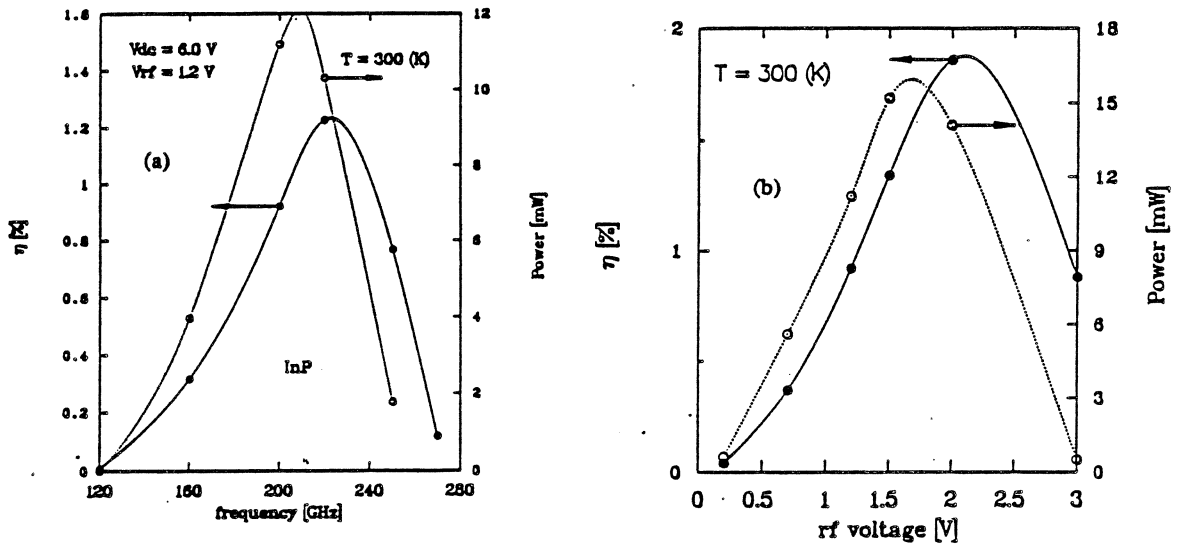 Vdc = 6.0 V
Vrf = 1.2 V
T = 300 (K)
(a)
InP
η [%]
1.6
1.4
1.2
1
0.8
0.6
0.4
0.2
0
12
10
8
6
4
2
0
Power [mW]
120
160
200
240
280
frequency [GHz]
T = 300 (K)
(b)
η [%]
2
1
0
18
15
12
9
6
3
0
Power [mW]
0
0.5
1
1.5
2
2.5
3
rf voltage [V]